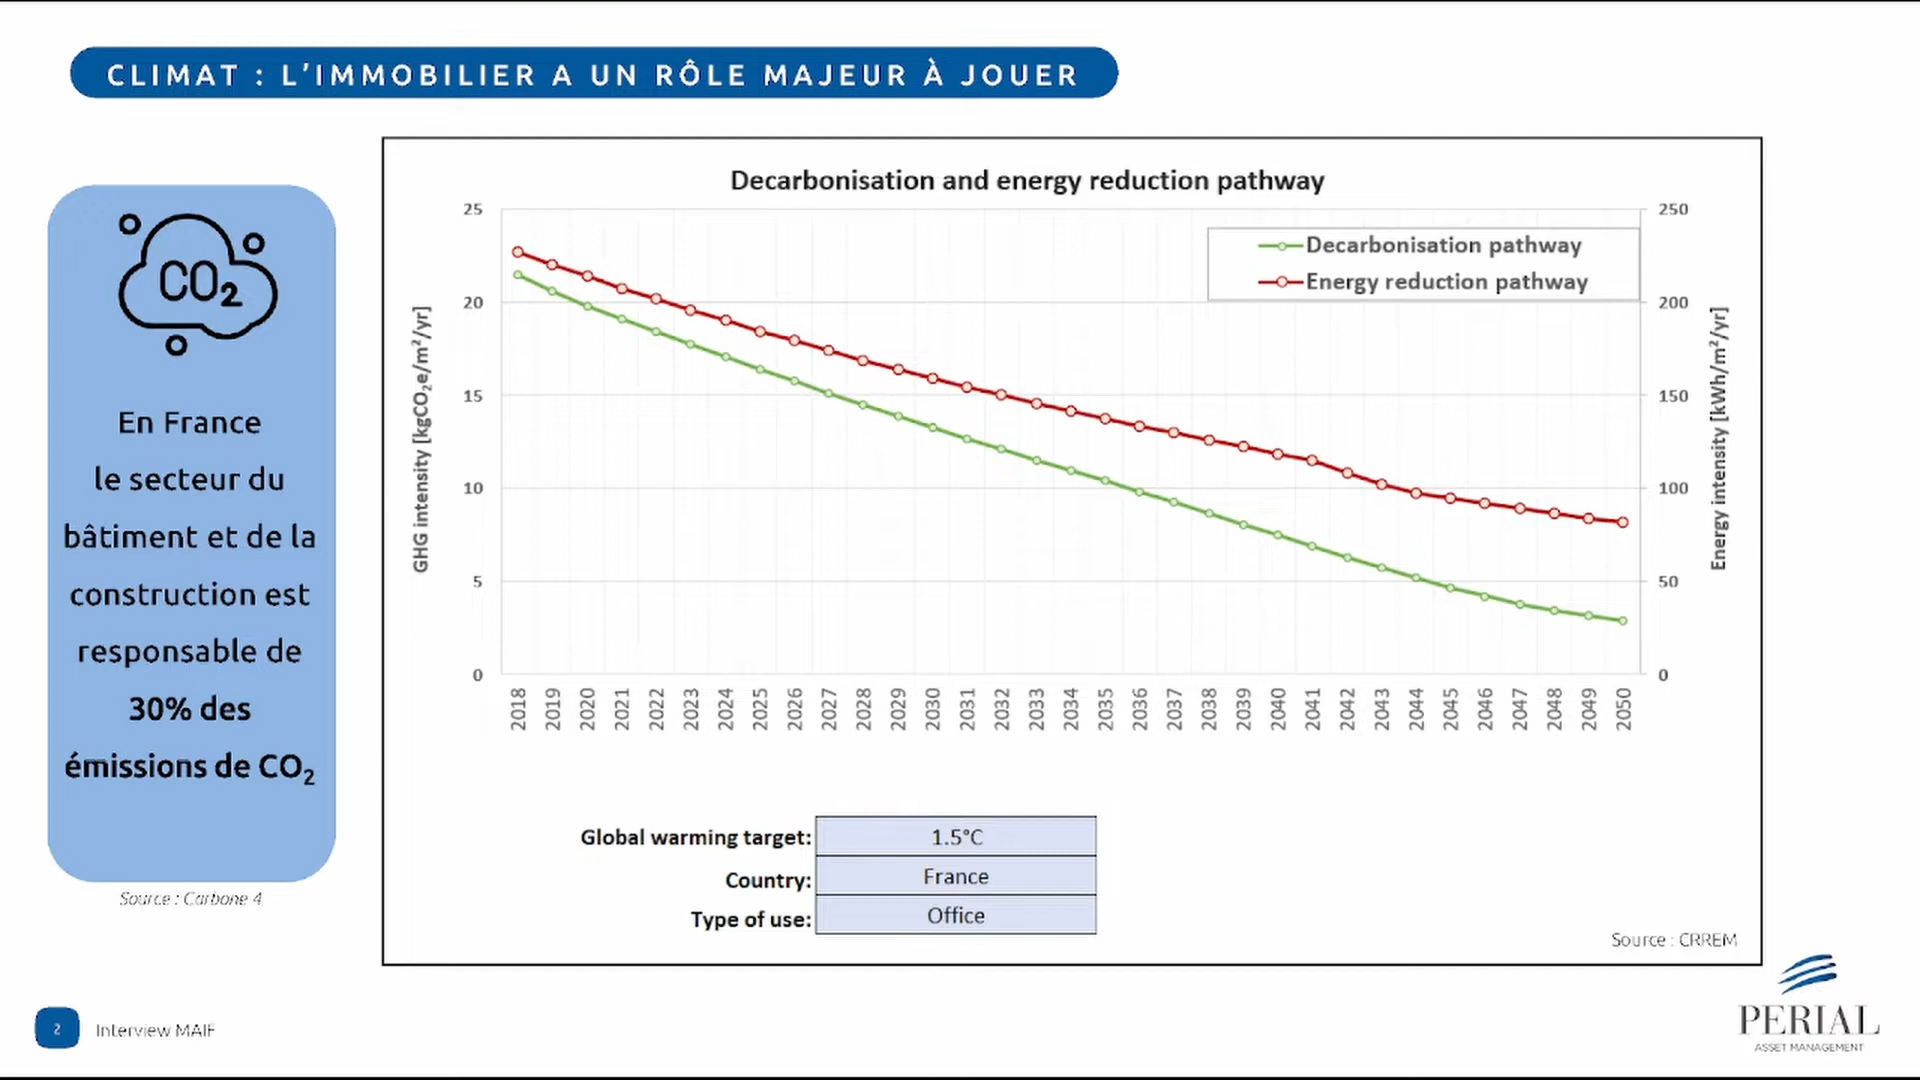 CLIMAT : L’IMMOBILIER A UN RÔLE MAJEUR À JOUER
CO₂
En France
le secteur du
bâtiment et de la
construction est
responsable de
30% des
émissions de CO₂
Source : Carbone 4
Decarbonisation and energy reduction pathway
Decarbonisation pathway
Energy reduction pathway
GHG intensity [kgCO₂e/m²/yr]
25
20
15
10
5
0
250
200
150
100
50
0
Energy intensity [kWh/m²/yr]
2018 2019 2020 2021 2022 2023 2024 2025 2026 2027 2028 2029 2030 2031 2032 2033 2034 2035 2036 2037 2038 2039 2040 2041 2042 2043 2044 2045 2046 2047 2048 2049 2050
Global warming target: 1.5°C
Country: France
Type of use: Office
Source : CRREM
2 Interview MAIF
PERIAL
ASSET MANAGEMENT